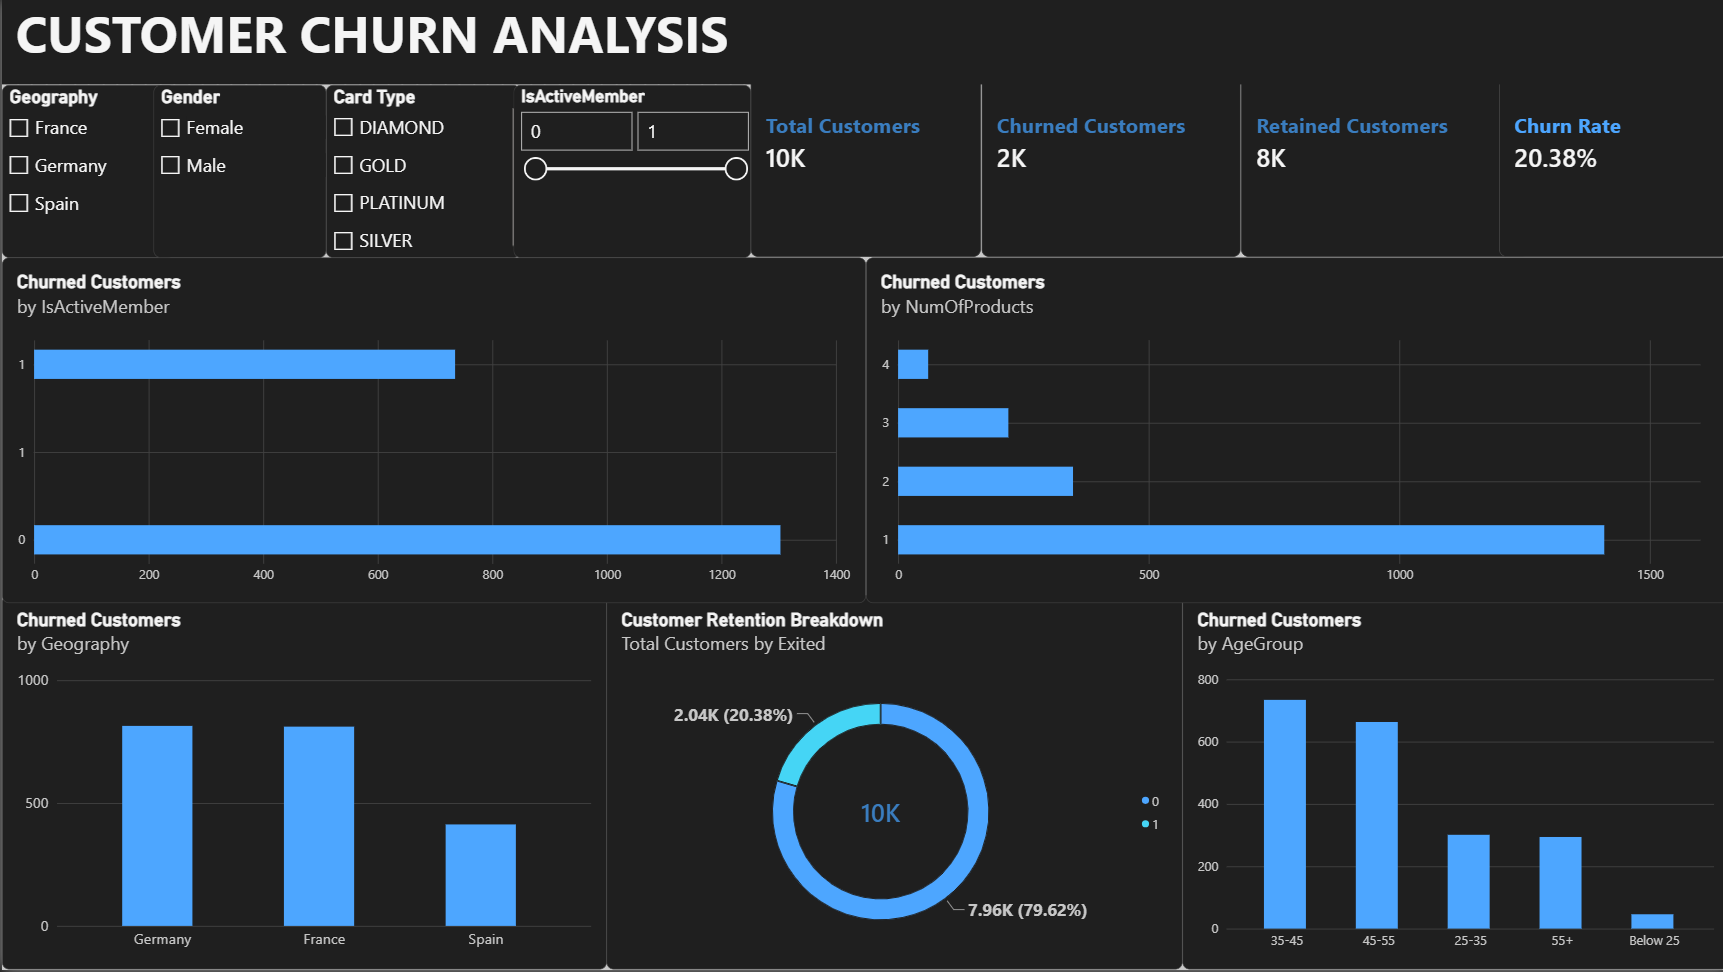 CUSTOMER CHURN ANALYSIS
Geography
France
Germany
Spain
Gender
Female
Male
Card Type
DIAMOND
GOLD
PLATINUM
SILVER
IsActiveMember
0 1
Total Customers
10K
Churned Customers
2K
Retained Customers
8K
Churn Rate
20.38%
Churned Customers
by IsActiveMember
1
1
0
0 200 400 600 800 1000 1200 1400
Churned Customers
by NumOfProducts
4
3
2
1
0 500 1000 1500
Churned Customers
by Geography
1000
500
0
Germany France Spain
Customer Retention Breakdown
Total Customers by Exited
2.04K (20.38%)
10K
7.96K (79.62%)
0
1
Churned Customers
by AgeGroup
800
600
400
200
0
35-45 45-55 25-35 55+ Below 25